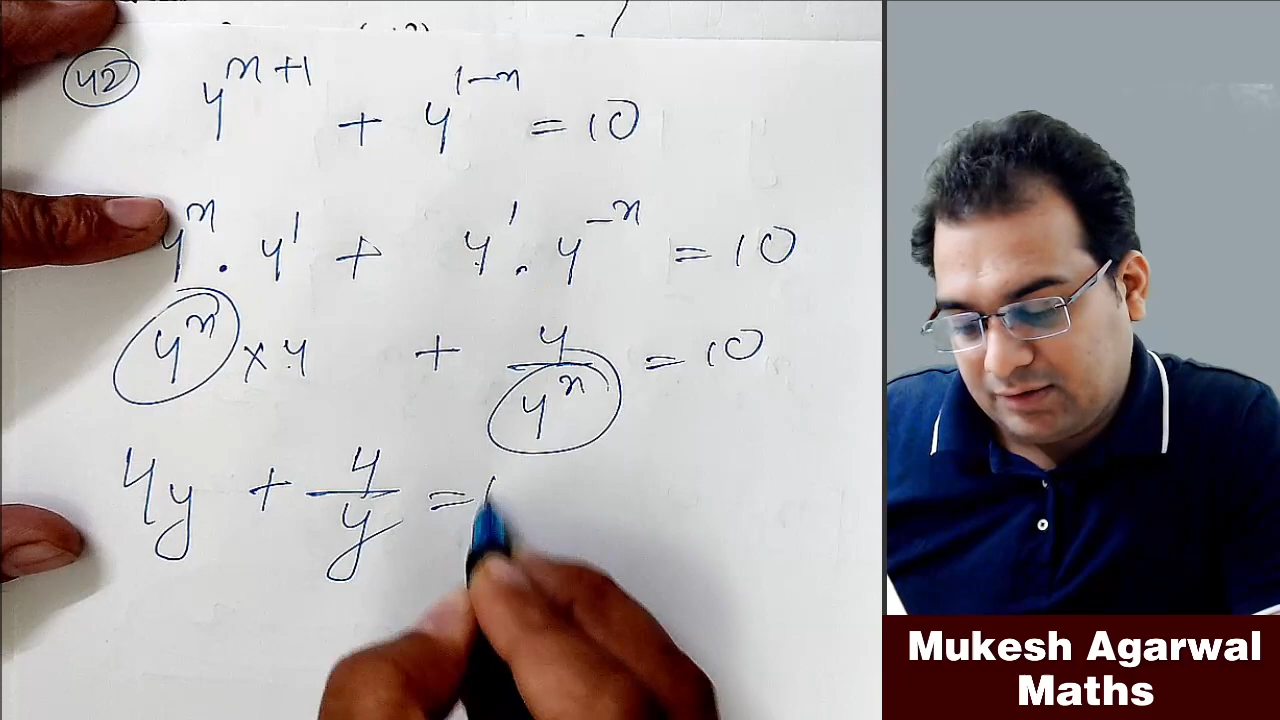 42 4^{x+1} + 4^{1-x} = 10
4^x . 4^1 + 4^1 . 4^{-x} = 10
4^x × 4 + 4/4^x = 10
4y + 4/y = 1
Mukesh Agarwal
Maths